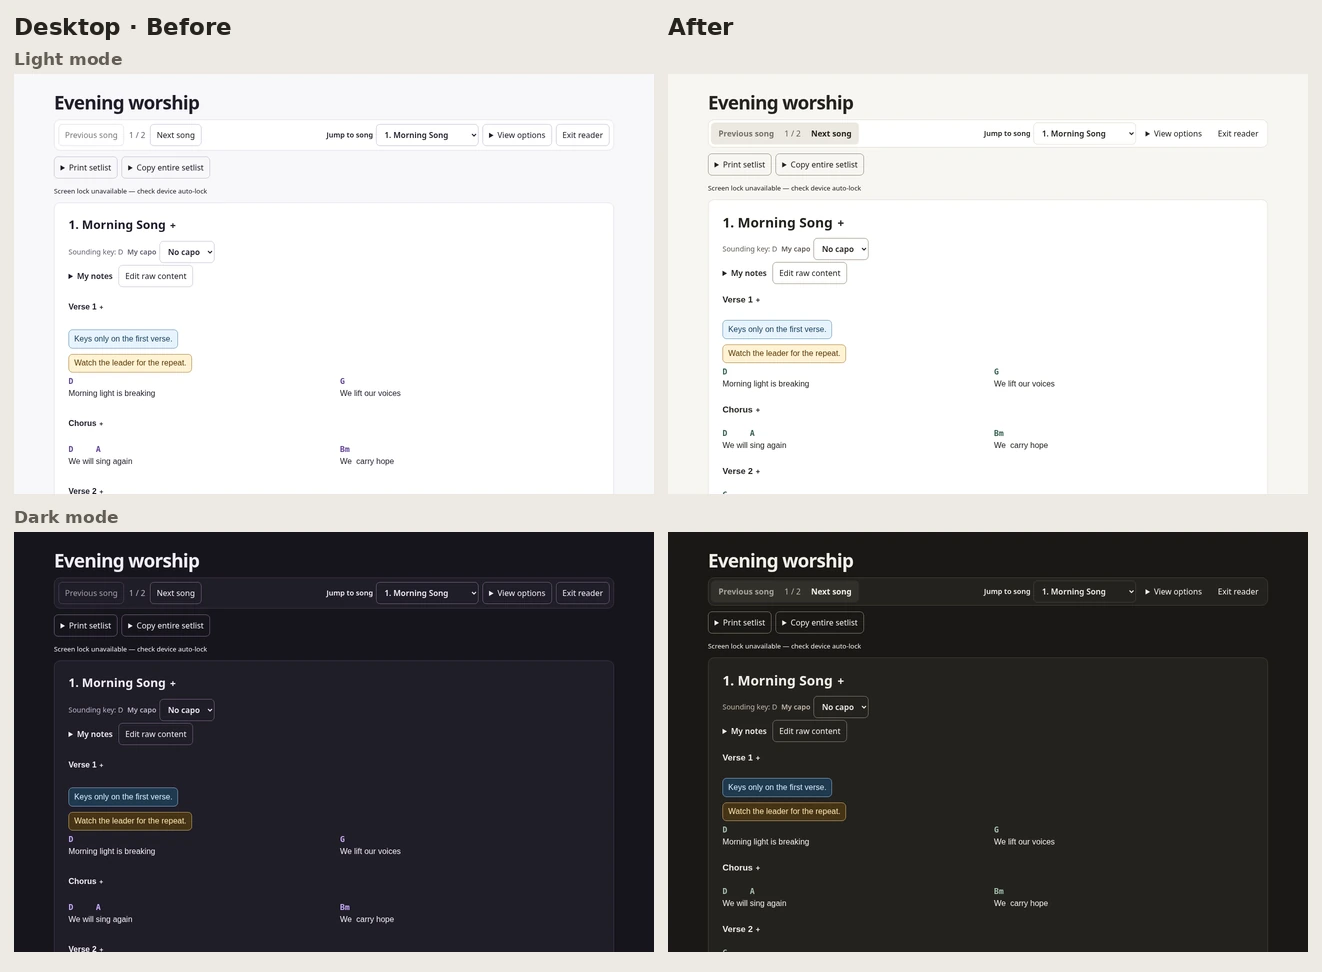 Desktop · Before
Light mode
Evening worship
Previous song 1 / 2 Next song Jump to song 1. Morning Song ▶ View options Exit reader
▶ Print setlist ▶ Copy entire setlist
Screen lock unavailable — check device auto-lock
1. Morning Song +
Sounding key: D My capo No capo
▶ My notes Edit raw content
Verse 1 +
Keys only on the first verse.
Watch the leader for the repeat.
D G
Morning light is breaking We lift our voices
Chorus +
D A Bm
We will sing again We carry hope
Verse 2 +
After
Evening worship
Previous song 1 / 2 Next song Jump to song 1. Morning Song ▶ View options Exit reader
▶ Print setlist ▶ Copy entire setlist
Screen lock unavailable — check device auto-lock
1. Morning Song +
Sounding key: D My capo No capo
▶ My notes Edit raw content
Verse 1 +
Keys only on the first verse.
Watch the leader for the repeat.
D G
Morning light is breaking We lift our voices
Chorus +
D A Bm
We will sing again We carry hope
Verse 2 +
Dark mode
Evening worship
Previous song 1 / 2 Next song Jump to song 1. Morning Song ▶ View options Exit reader
▶ Print setlist ▶ Copy entire setlist
Screen lock unavailable — check device auto-lock
1. Morning Song +
Sounding key: D My capo No capo
▶ My notes Edit raw content
Verse 1 +
Keys only on the first verse.
Watch the leader for the repeat.
D G
Morning light is breaking We lift our voices
Chorus +
D A Bm
We will sing again We carry hope
Verse 2 +
Evening worship
Previous song 1 / 2 Next song Jump to song 1. Morning Song ▶ View options Exit reader
▶ Print setlist ▶ Copy entire setlist
Screen lock unavailable — check device auto-lock
1. Morning Song +
Sounding key: D My capo No capo
▶ My notes Edit raw content
Verse 1 +
Keys only on the first verse.
Watch the leader for the repeat.
D G
Morning light is breaking We lift our voices
Chorus +
D A Bm
We will sing again We carry hope
Verse 2 +